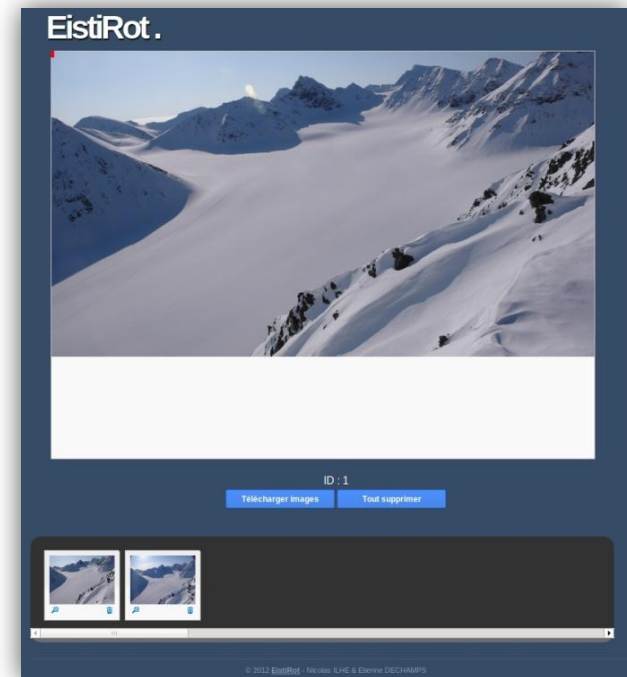 EistiRot .
ID : 1
Télécharger images Tout supprimer
© 2012 EistiRot - Nicolas ILHE & Etienne DECHAMPS